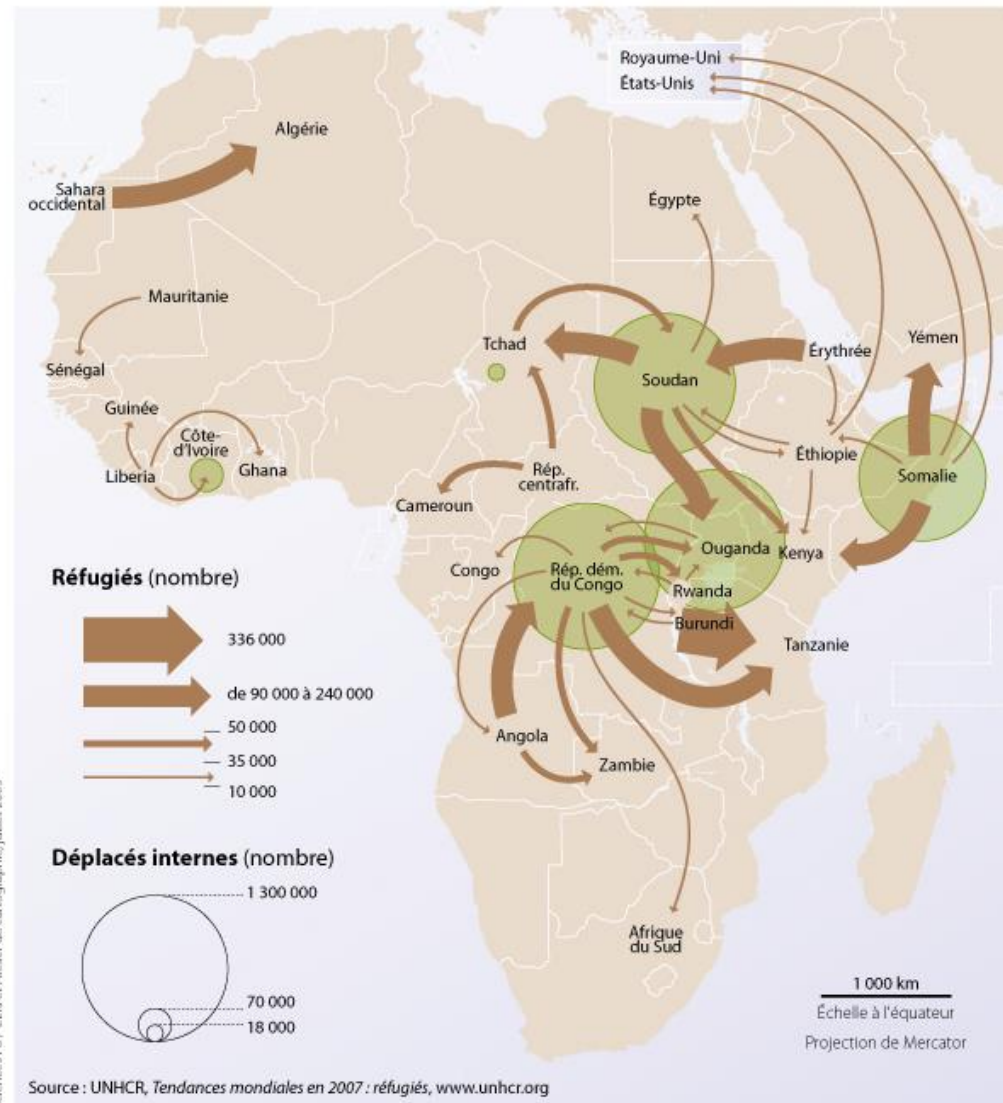 Royaume-Uni
États-Unis
Algérie
Sahara
occidental
Égypte
Mauritanie
Tchad
Yémen
Érythrée
Sénégal
Soudan
Guinée
Côte-
d'Ivoire
Éthiopie
Liberia
Ghana
Rép.
centrafr.
Somalie
Cameroun
Ouganda
Kenya
Congo
Rép. dém.
du Congo
Rwanda
Burundi
Tanzanie
Angola
Zambie
Afrique
du Sud
Réfugiés (nombre)
336 000
de 90 000 à 240 000
50 000
35 000
10 000
Déplacés internes (nombre)
1 300 000
70 000
18 000
1 000 km
Échelle à l'équateur
Projection de Mercator
Source : UNHCR, Tendances mondiales en 2007 : réfugiés, www.unhcr.org